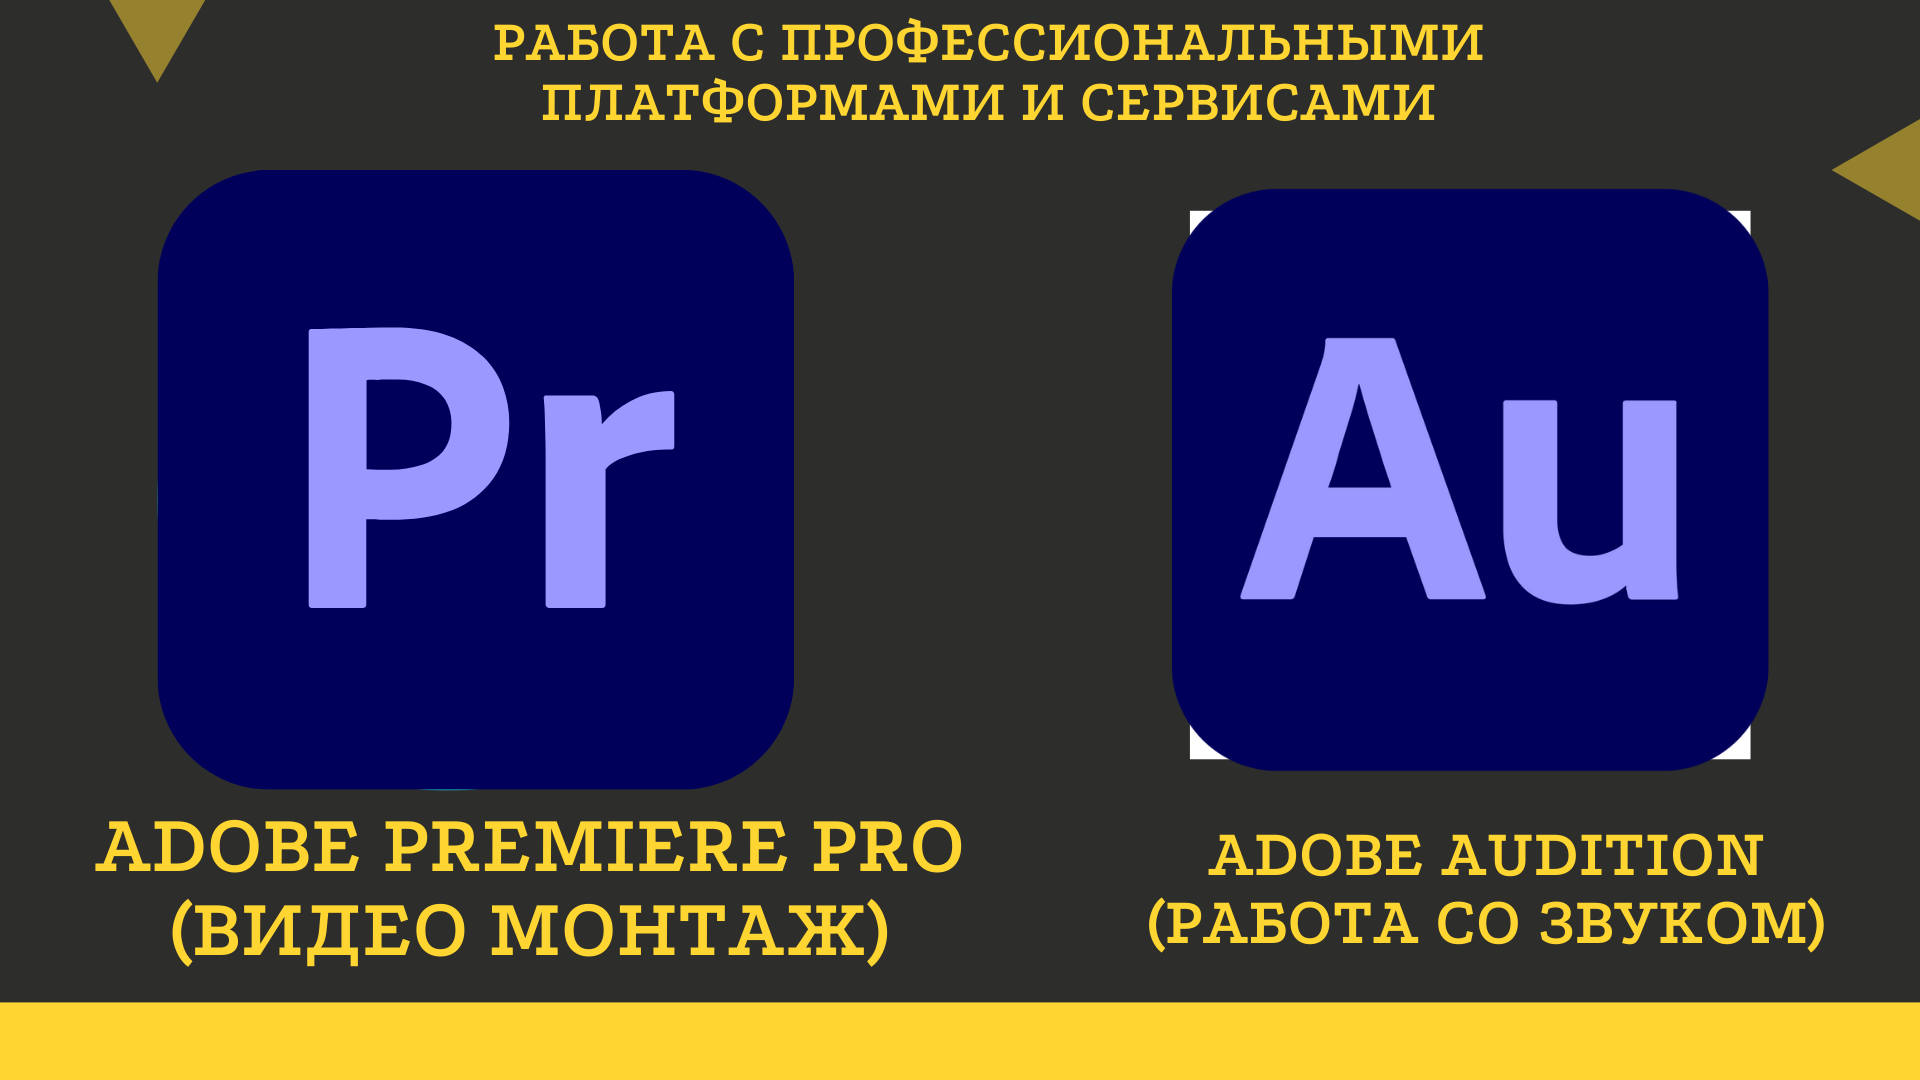 РАБОТА С ПРОФЕССИОНАЛЬНЫМИ
ПЛАТФОРМАМИ И СЕРВИСАМИ
Pr
Au
ADOBE PREMIERE PRO
(ВИДЕО МОНТАЖ)
ADOBE AUDITION
(РАБОТА СО ЗВУКОМ)